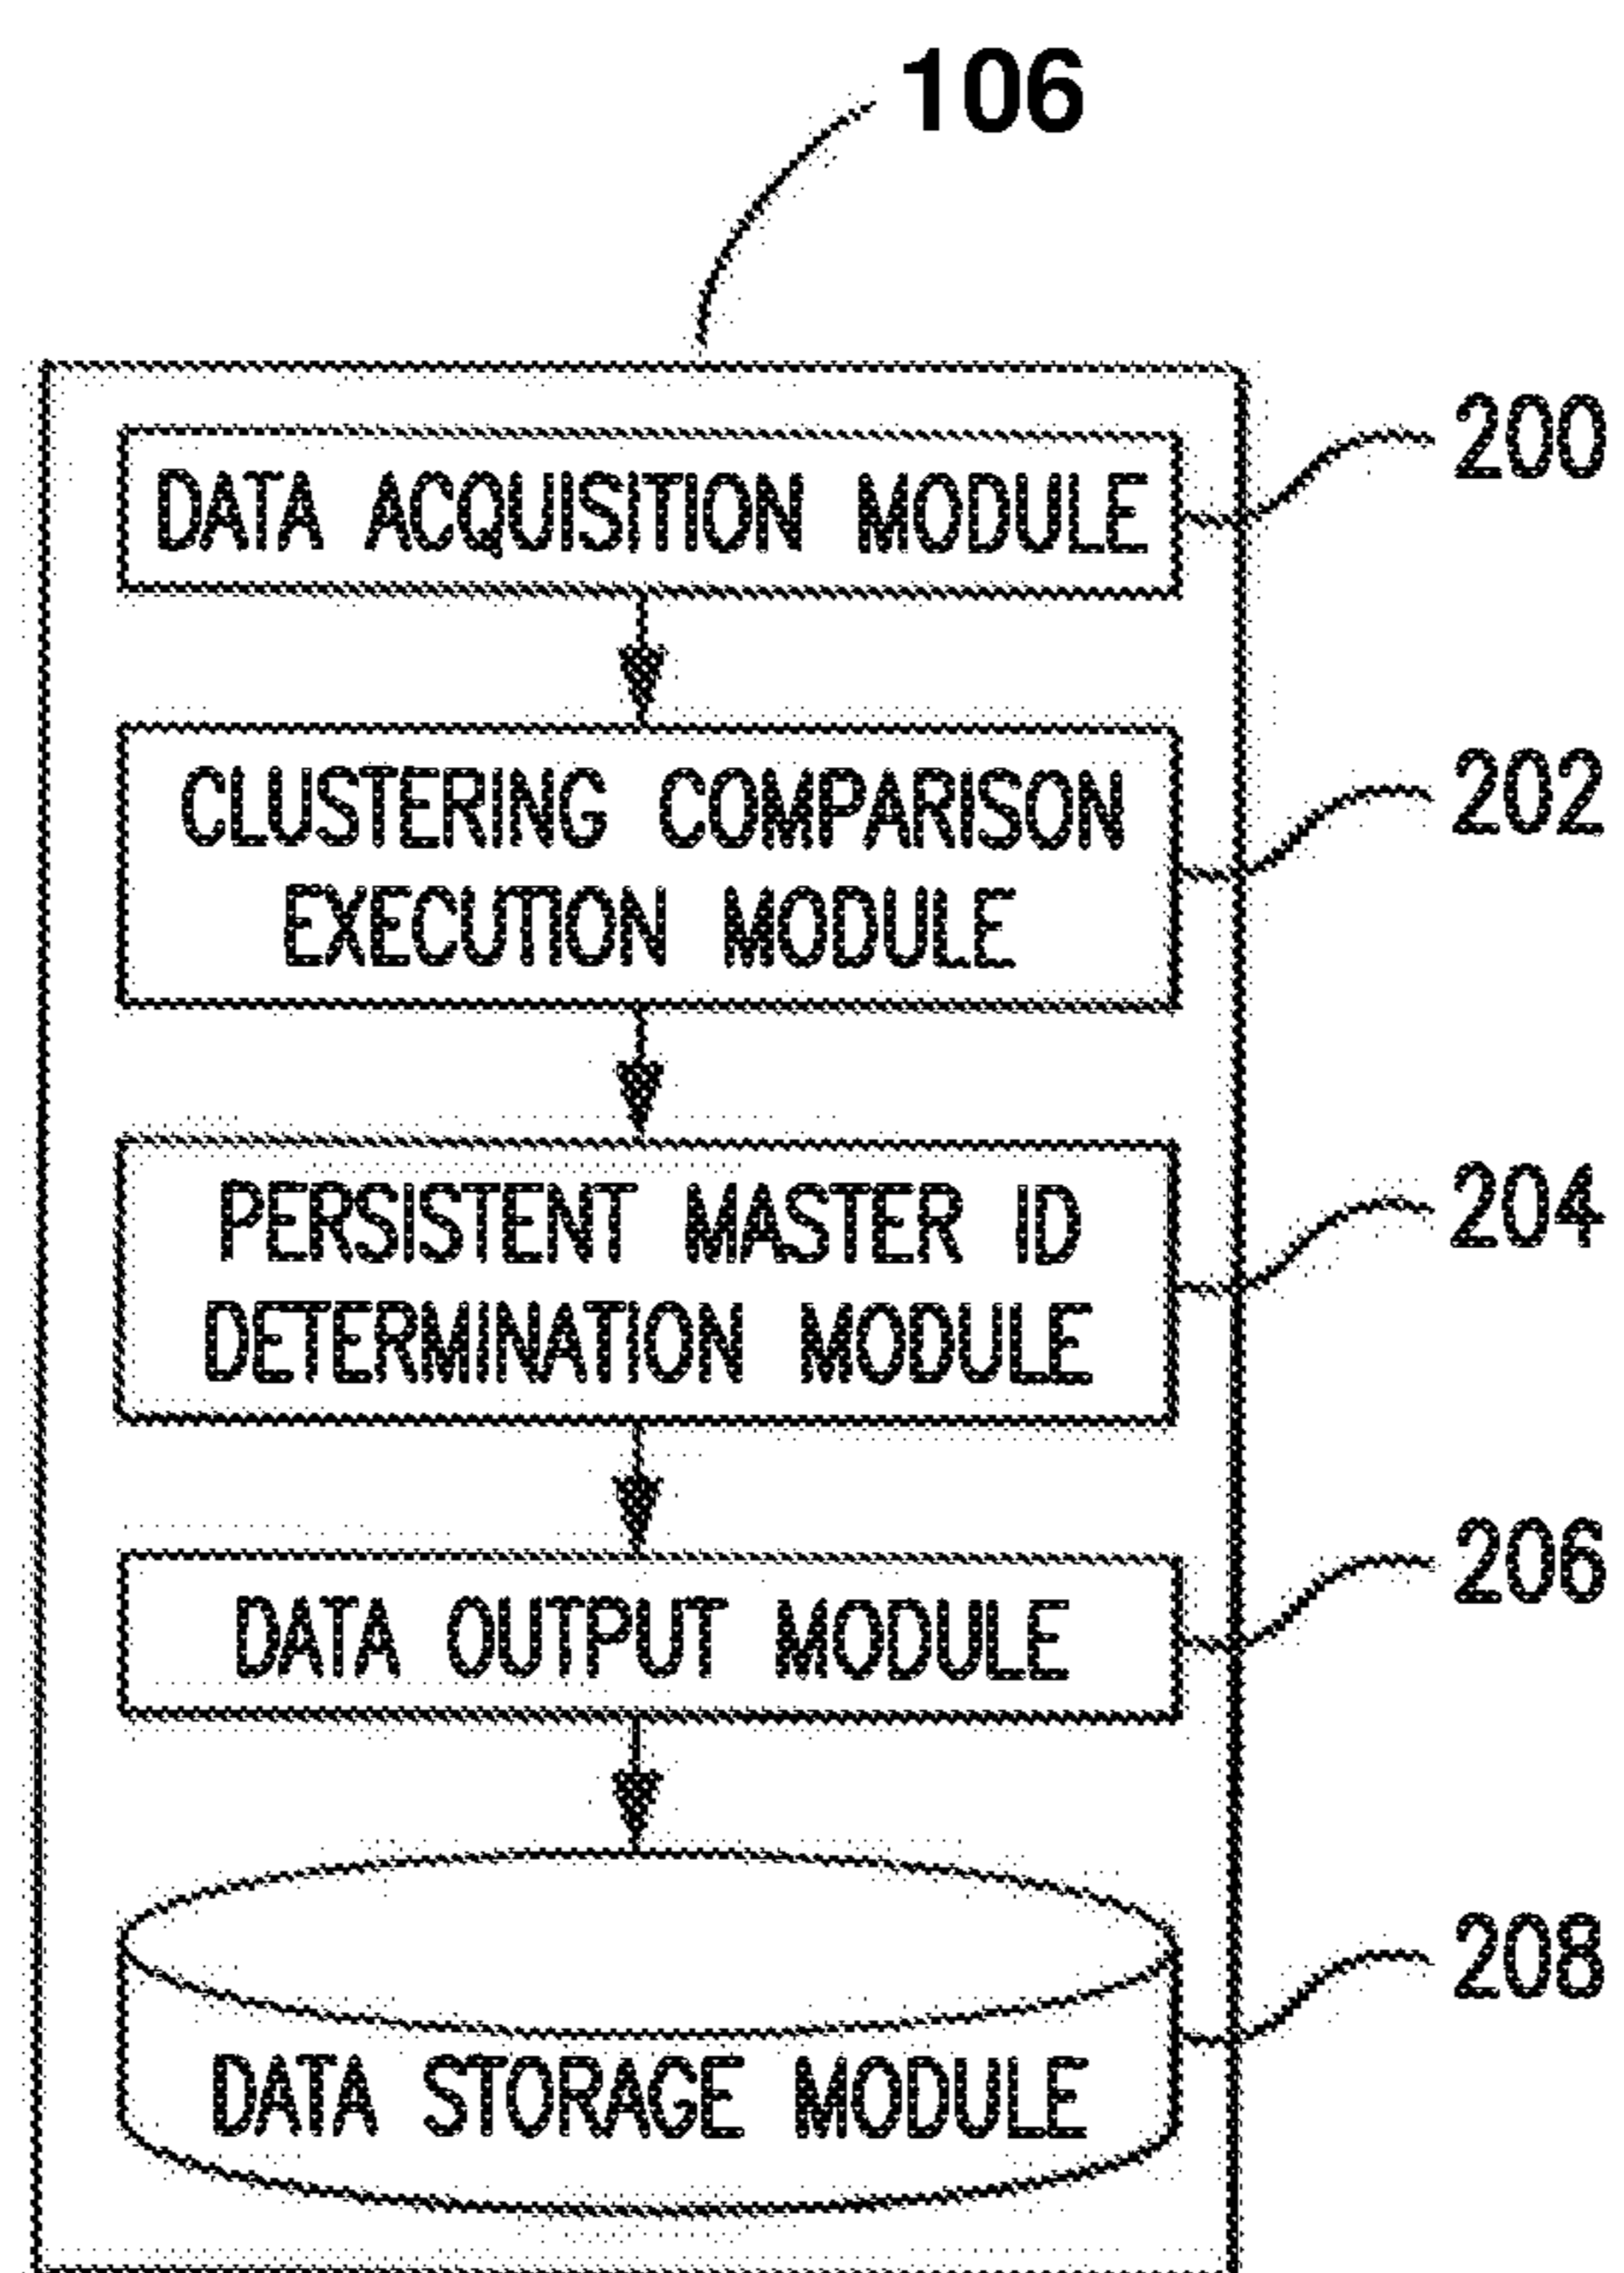 106
DATA ACQUISITION MODULE
200
CLUSTERING COMPARISON
EXECUTION MODULE
202
PERSISTENT MASTER ID
DETERMINATION MODULE
204
DATA OUTPUT MODULE
206
DATA STORAGE MODULE
208